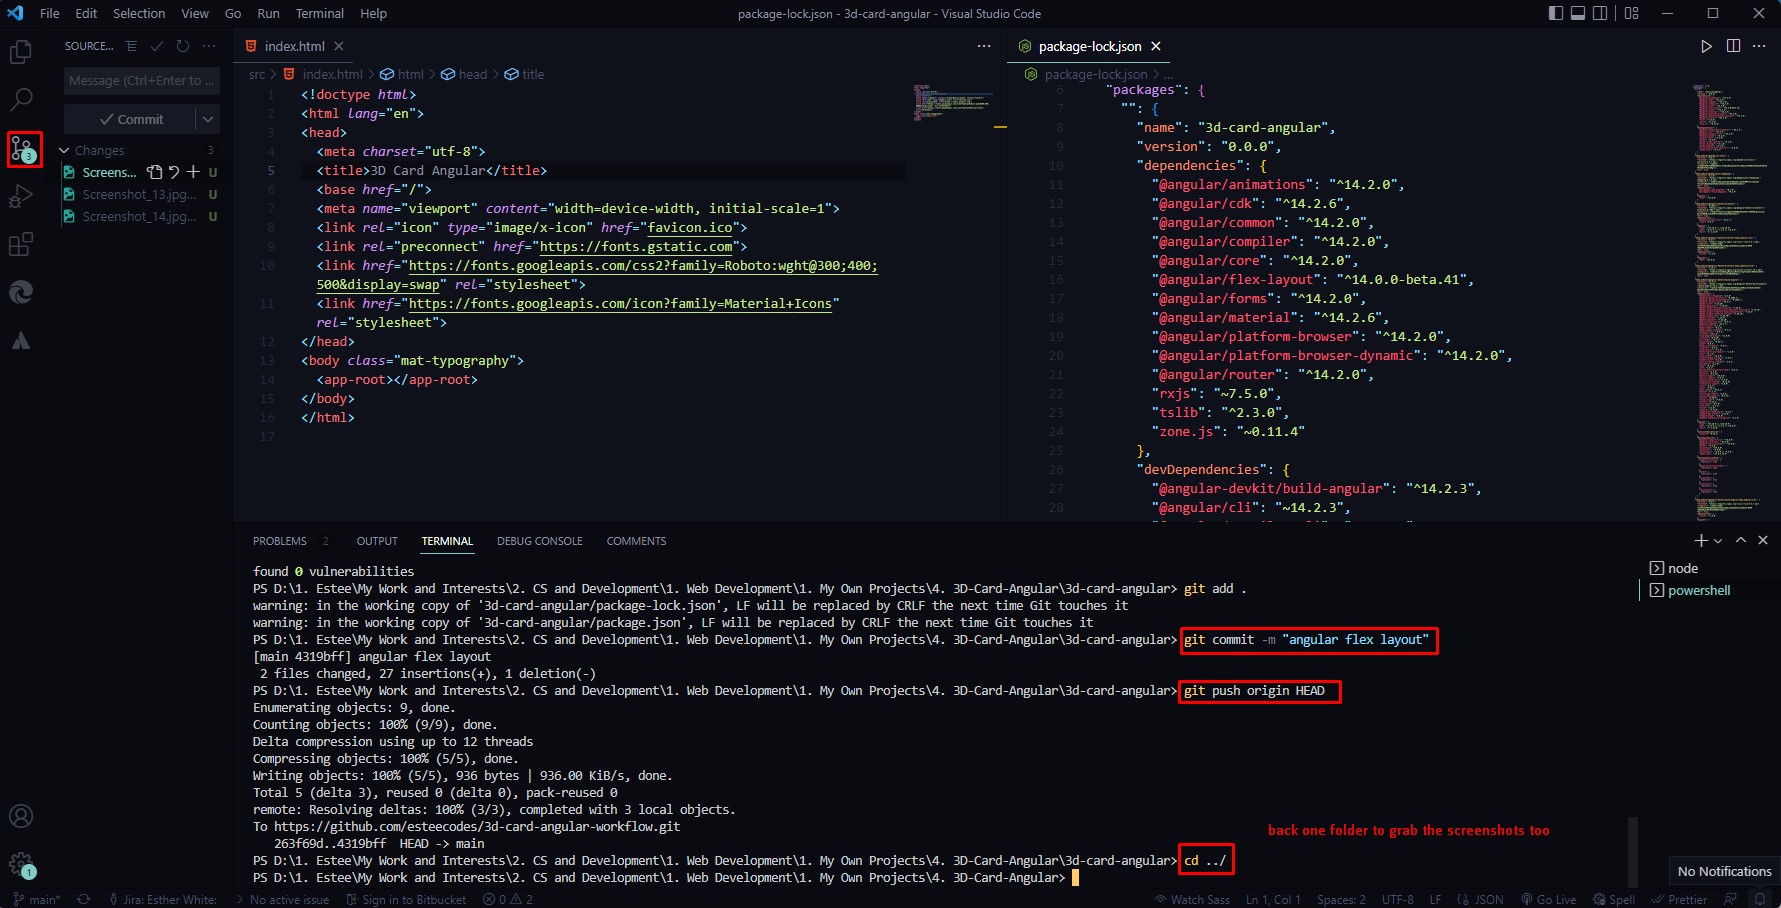 File Edit Selection View Go Run Terminal Help
package-lock.json - 3d-card-angular - Visual Studio Code
SOURCE...
Message (Ctrl+Enter to ...
Commit
Changes 3
Screens... U
Screenshot_13.jpg... U
Screenshot_14.jpg... U
3
1
index.html
src > index.html > html > head > title
1 <!doctype html>
2 <html lang="en">
3 <head>
4 <meta charset="utf-8">
5 <title>3D Card Angular</title>
6 <base href="/">
7 <meta name="viewport" content="width=device-width, initial-scale=1">
8 <link rel="icon" type="image/x-icon" href="favicon.ico">
9 <link rel="preconnect" href="https://fonts.gstatic.com">
10 <link href="https://fonts.googleapis.com/css2?family=Roboto:wght@300;400;
500&display=swap" rel="stylesheet">
11 <link href="https://fonts.googleapis.com/icon?family=Material+Icons"
rel="stylesheet">
12 </head>
13 <body class="mat-typography">
14 <app-root></app-root>
15 </body>
16 </html>
17
package-lock.json
package-lock.json > ...
6 "packages": {
7 "": {
8 "name": "3d-card-angular",
9 "version": "0.0.0",
10 "dependencies": {
11 "@angular/animations": "^14.2.0",
12 "@angular/cdk": "^14.2.6",
13 "@angular/common": "^14.2.0",
14 "@angular/compiler": "^14.2.0",
15 "@angular/core": "^14.2.0",
16 "@angular/flex-layout": "^14.0.0-beta.41",
17 "@angular/forms": "^14.2.0",
18 "@angular/material": "^14.2.6",
19 "@angular/platform-browser": "^14.2.0",
20 "@angular/platform-browser-dynamic": "^14.2.0",
21 "@angular/router": "^14.2.0",
22 "rxjs": "~7.5.0",
23 "tslib": "^2.3.0",
24 "zone.js": "~0.11.4"
25 },
26 "devDependencies": {
27 "@angular-devkit/build-angular": "^14.2.3",
28 "@angular/cli": "~14.2.3",
PROBLEMS 2 OUTPUT TERMINAL DEBUG CONSOLE COMMENTS
found 0 vulnerabilities
PS D:\1. Estee\My Work and Interests\2. CS and Development\1. Web Development\1. My Own Projects\4. 3D-Card-Angular\3d-card-angular> git add .
warning: in the working copy of '3d-card-angular/package-lock.json', LF will be replaced by CRLF the next time Git touches it
warning: in the working copy of '3d-card-angular/package.json', LF will be replaced by CRLF the next time Git touches it
PS D:\1. Estee\My Work and Interests\2. CS and Development\1. Web Development\1. My Own Projects\4. 3D-Card-Angular\3d-card-angular> git commit -m "angular flex layout"
[main 4319bff] angular flex layout
2 files changed, 27 insertions(+), 1 deletion(-)
PS D:\1. Estee\My Work and Interests\2. CS and Development\1. Web Development\1. My Own Projects\4. 3D-Card-Angular\3d-card-angular> git push origin HEAD
Enumerating objects: 9, done.
Counting objects: 100% (9/9), done.
Delta compression using up to 12 threads
Compressing objects: 100% (5/5), done.
Writing objects: 100% (5/5), 936 bytes | 936.00 KiB/s, done.
Total 5 (delta 3), reused 0 (delta 0), pack-reused 0
remote: Resolving deltas: 100% (3/3), completed with 3 local objects.
To https://github.com/esteecodes/3d-card-angular-workflow.git
263f69d..4319bff HEAD -> main
back one folder to grab the screenshots too
PS D:\1. Estee\My Work and Interests\2. CS and Development\1. Web Development\1. My Own Projects\4. 3D-Card-Angular\3d-card-angular> cd ../
PS D:\1. Estee\My Work and Interests\2. CS and Development\1. Web Development\1. My Own Projects\4. 3D-Card-Angular>
node
powershell
No Notifications
main* Jira: Esther White: No active issue Sign in to Bitbucket 0 2 Watch Sass Ln 1, Col 1 Spaces: 2 UTF-8 LF JSON Go Live Spell Prettier